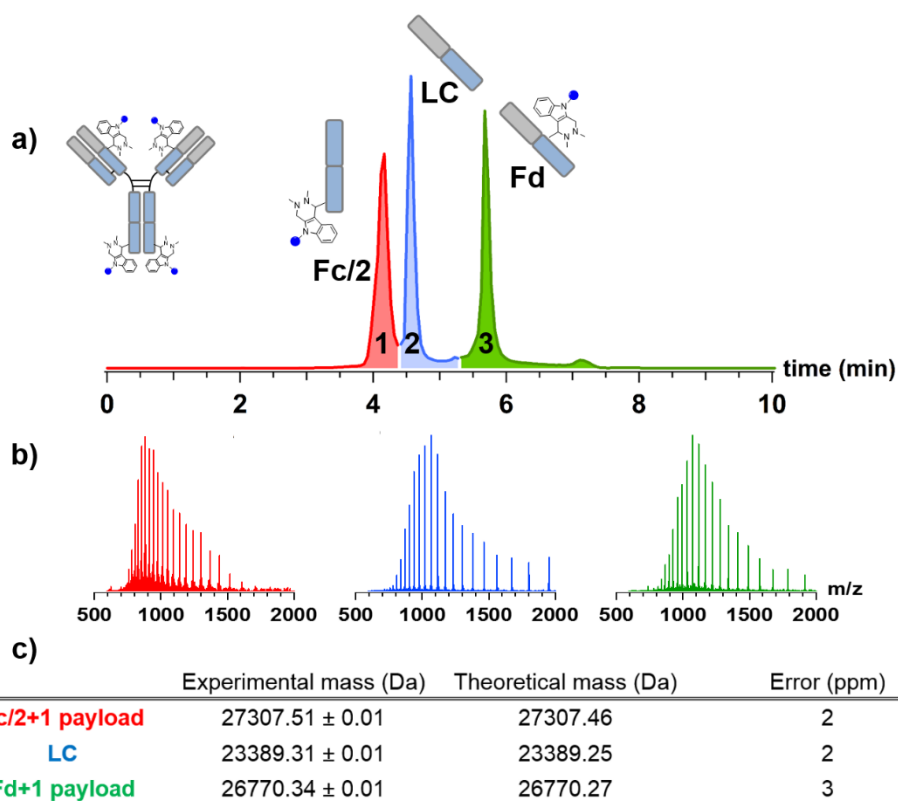 a)
LC
Fd
Fc/2
1 2 3
time (min)
0 2 4 6 8 10
b)
m/z
500 1000 1500 2000 500 1000 1500 2000 500 1000 1500 2000
c)
Experimental mass (Da) Theoretical mass (Da) Error (ppm)
c/2+1 payload 27307.51 ± 0.01 27307.46 2
LC 23389.31 ± 0.01 23389.25 2
Fd+1 payload 26770.34 ± 0.01 26770.27 3